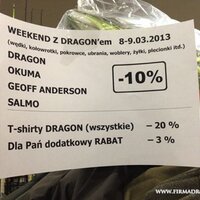 WEEKEND Z DRAGON'em 8-9.03.2013
(wędki, kołowrotki, pokrowce, ubrania, woblery, żyłki, plecionki itd.)
DRAGON
OKUMA
GEOFF ANDERSON
SALMO
-10%
T-shirty DRAGON (wszystkie) – 20 %
Dla Pań dodatkowy RABAT – 3 %
WWW.FIRMADRA